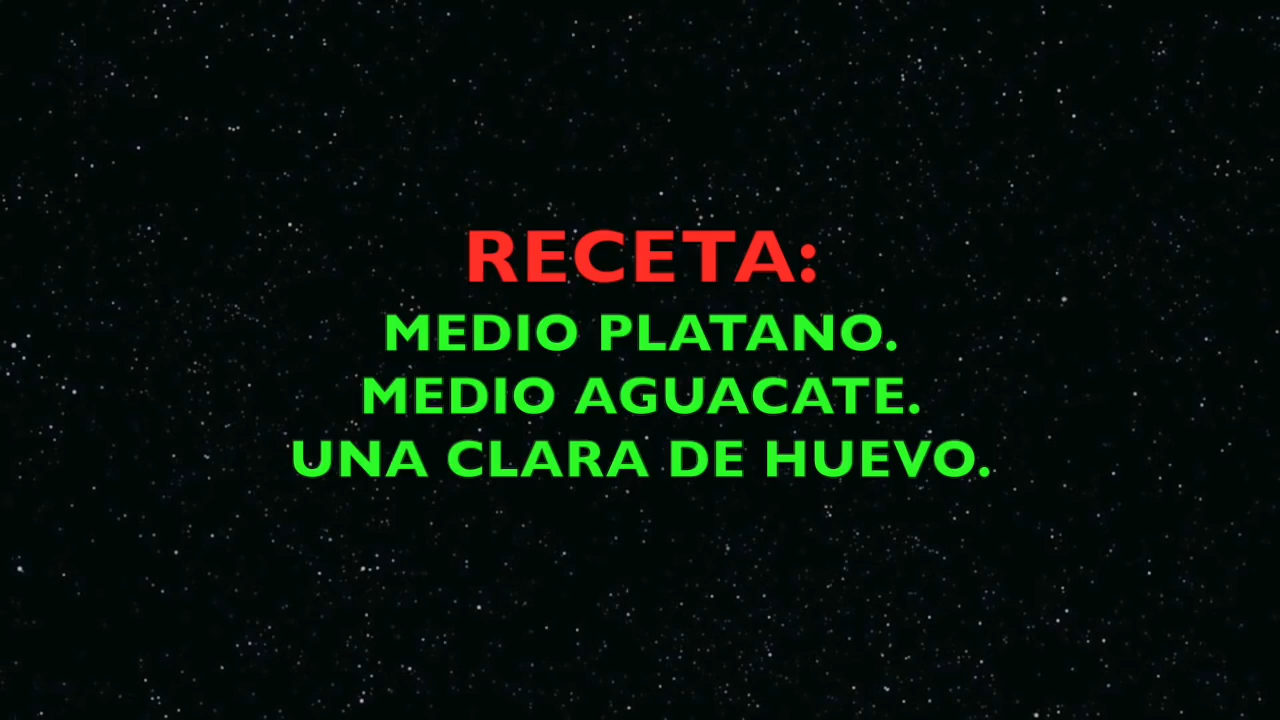 RECETA:
MEDIO PLATANO.
MEDIO AGUACATE.
UNA CLARA DE HUEVO.